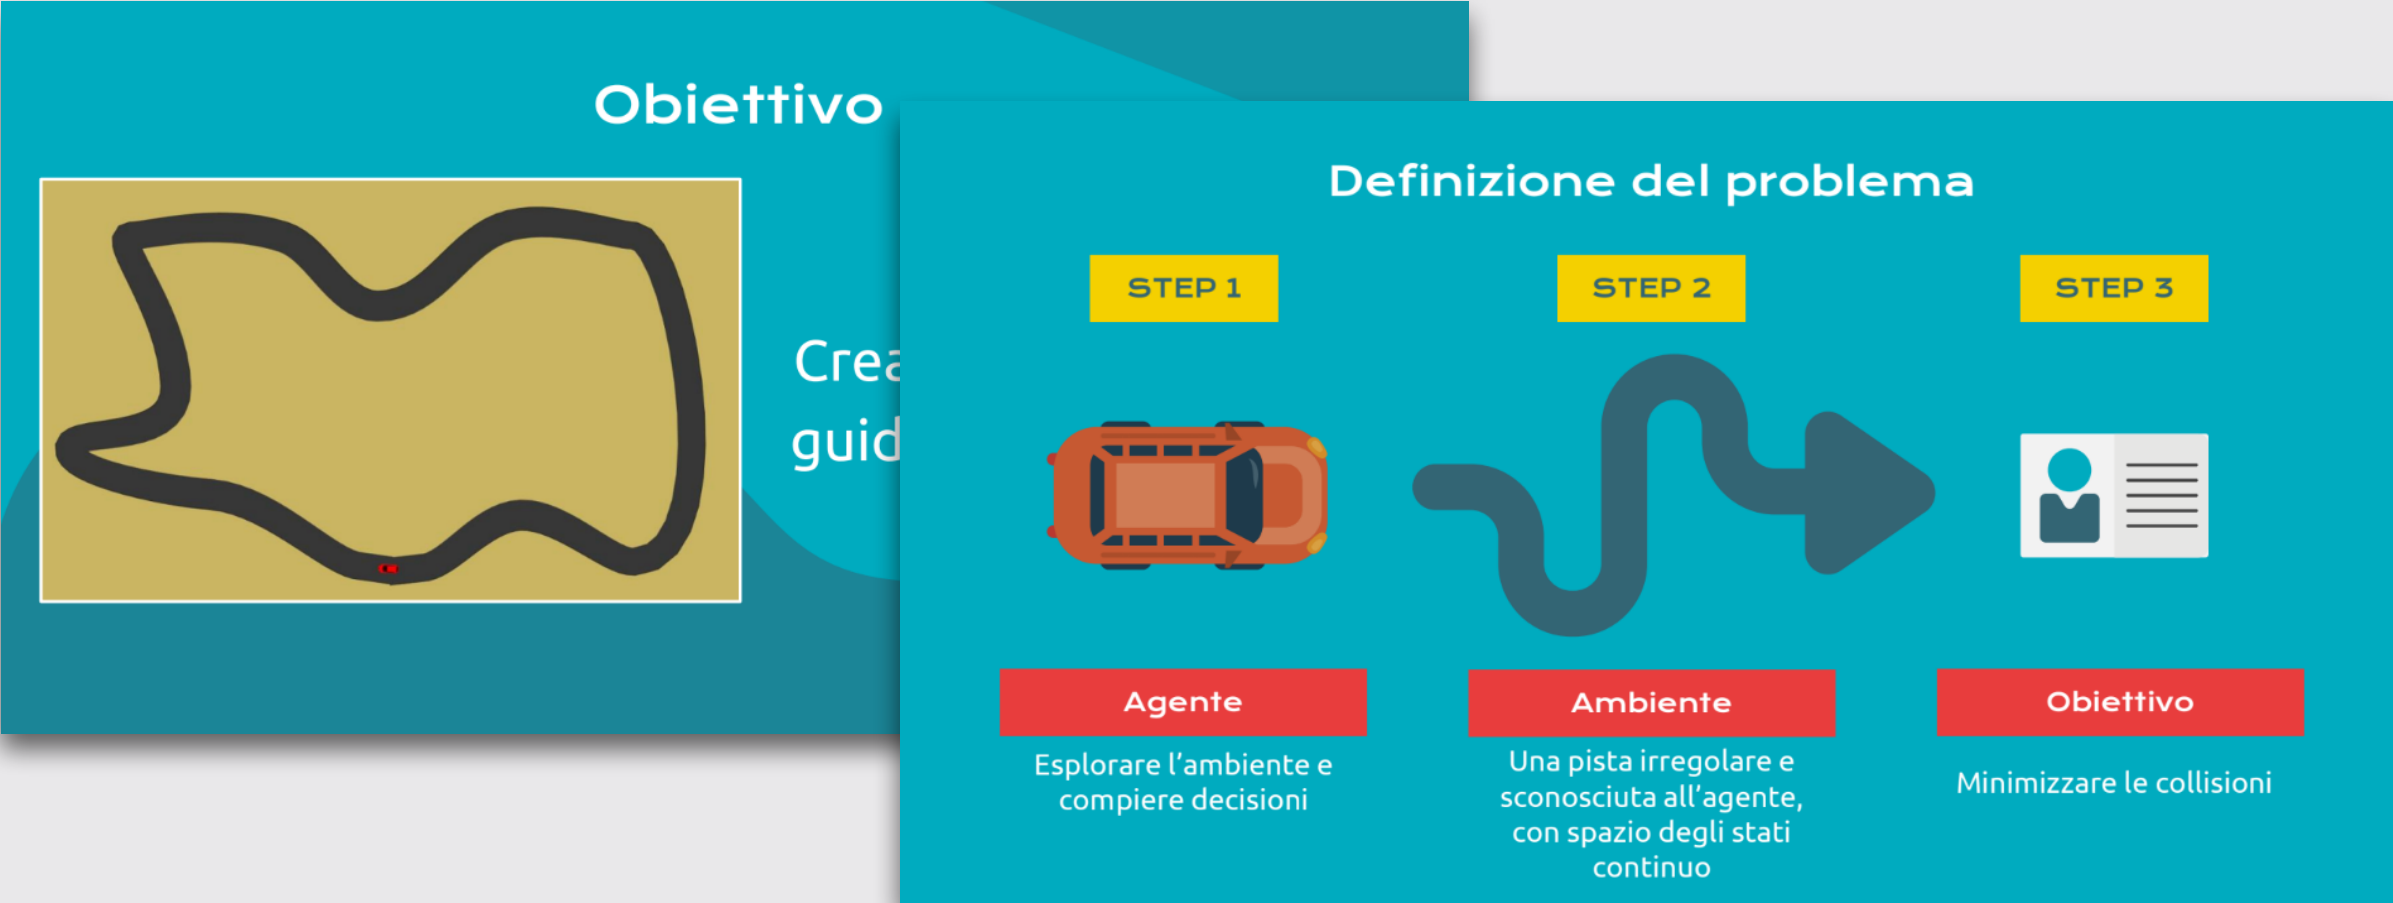 Obiettivo
Definizione del problema
STEP 1
STEP 2
STEP 3
Agente
Esplorare l'ambiente e
compiere decisioni
Ambiente
Una pista irregolare e
sconosciuta all'agente,
con spazio degli stati
continuo
Obiettivo
Minimizzare le collisioni